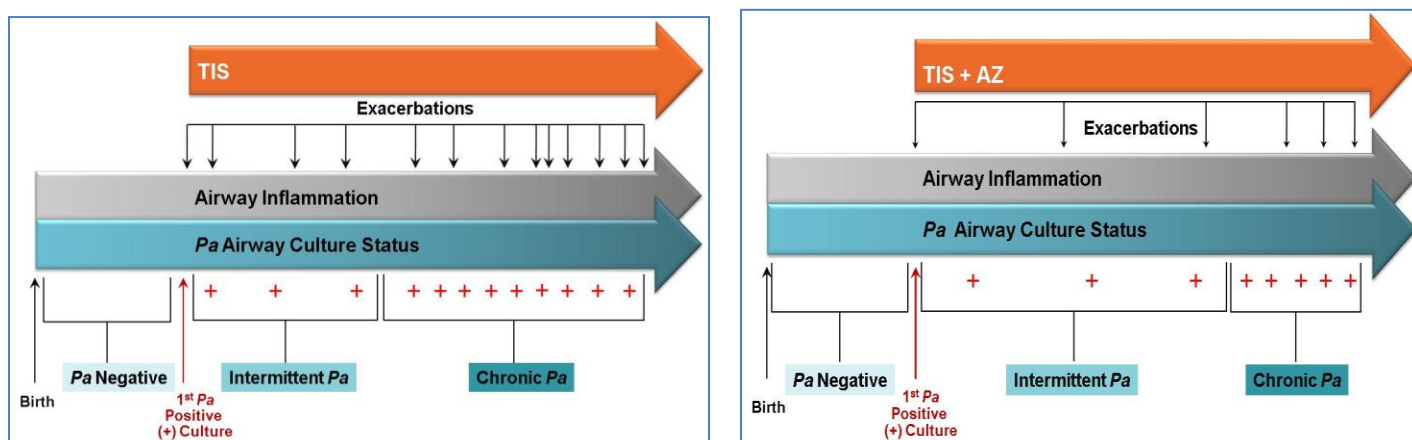 TIS
Exacerbations
Airway Inflammation
Pa Airway Culture Status
+ + + + + + + + + + + +
Pa Negative
Intermittent Pa
Chronic Pa
Birth
1st Pa
Positive
(+) Culture
TIS + AZ
Exacerbations
Airway Inflammation
Pa Airway Culture Status
+ + + + + + + +
Pa Negative
Intermittent Pa
Chronic Pa
Birth
1st Pa
Positive
(+) Culture